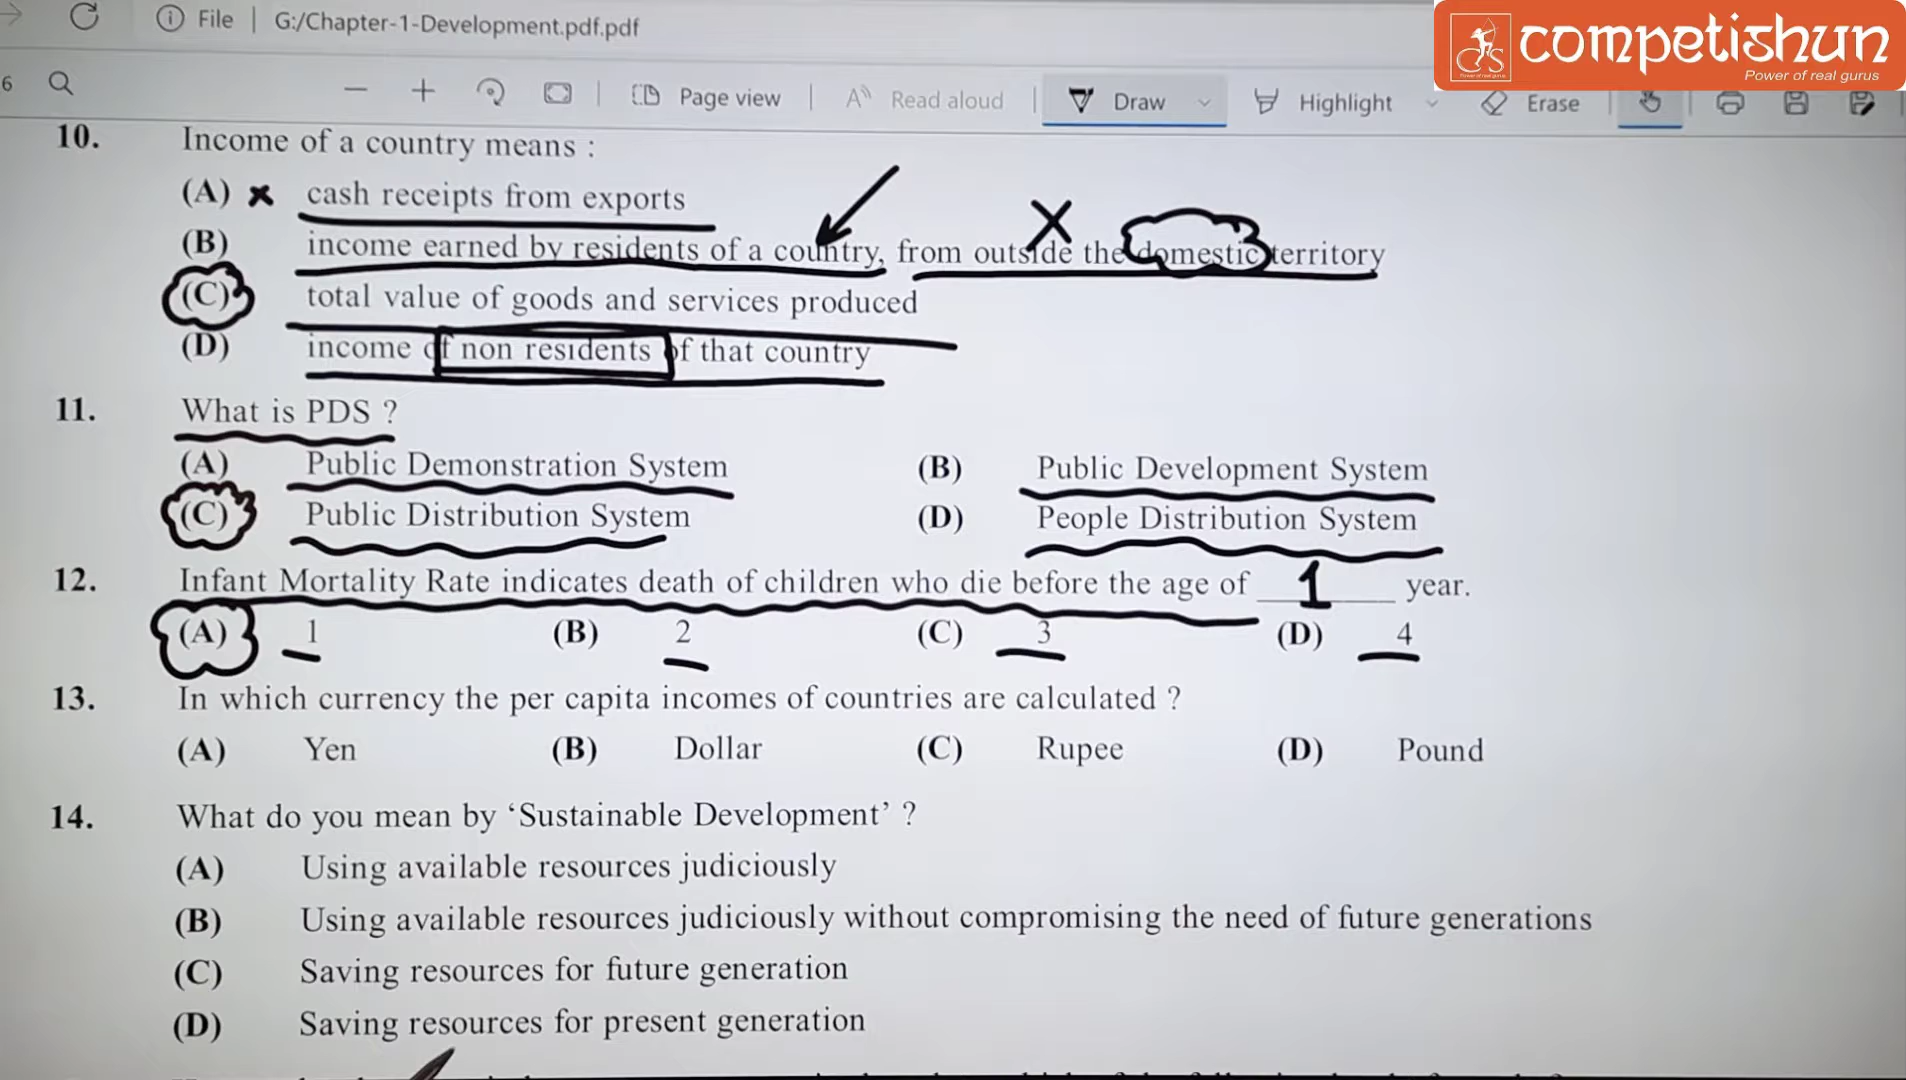 File | G:/Chapter-1-Development.pdf.pdf
competishun
Power of real gurus
6 Page view Read aloud Draw Highlight Erase
10. Income of a country means :
(A) x cash receipts from exports
(B) income earned by residents of a country, from outside the domestic territory
(C) total value of goods and services produced
(D) income of non residents of that country
11. What is PDS ?
(A) Public Demonstration System (B) Public Development System
(C) Public Distribution System (D) People Distribution System
12. Infant Mortality Rate indicates death of children who die before the age of 1 year.
(A) 1 (B) 2 (C) 3 (D) 4
13. In which currency the per capita incomes of countries are calculated ?
(A) Yen (B) Dollar (C) Rupee (D) Pound
14. What do you mean by ‘Sustainable Development’ ?
(A) Using available resources judiciously
(B) Using available resources judiciously without compromising the need of future generations
(C) Saving resources for future generation
(D) Saving resources for present generation